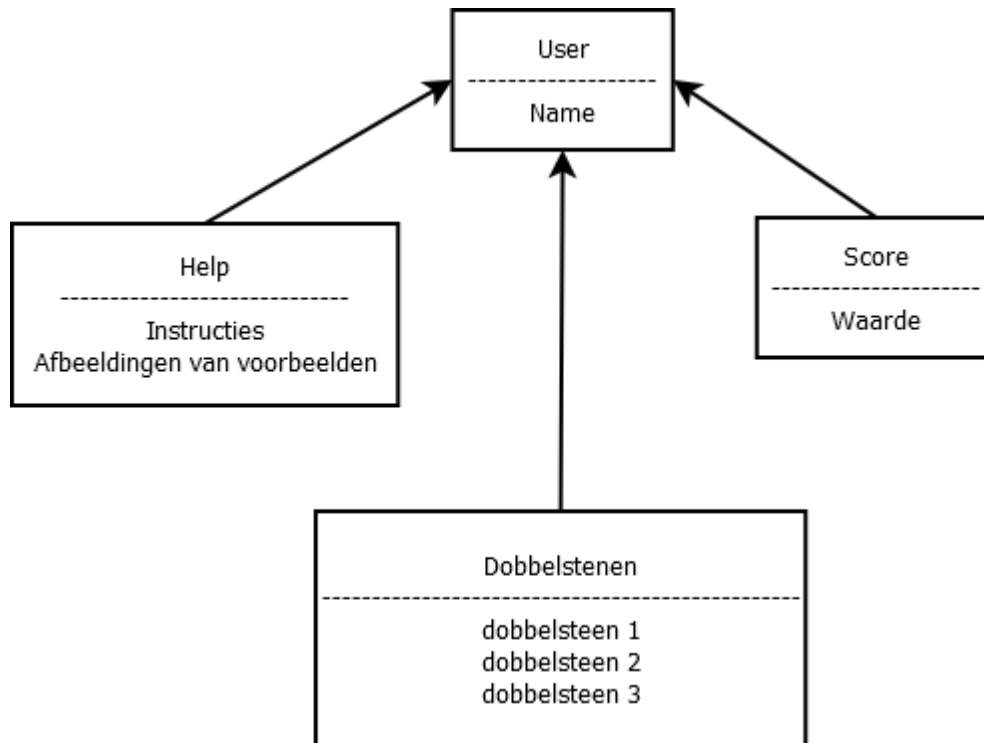 User
--------------------
Name
Help
-----------------------------
Instructies
Afbeeldingen van voorbeelden
Score
---------------------
Waarde
Dobbelstenen
------------------------------------------------
dobbelsteen 1
dobbelsteen 2
dobbelsteen 3